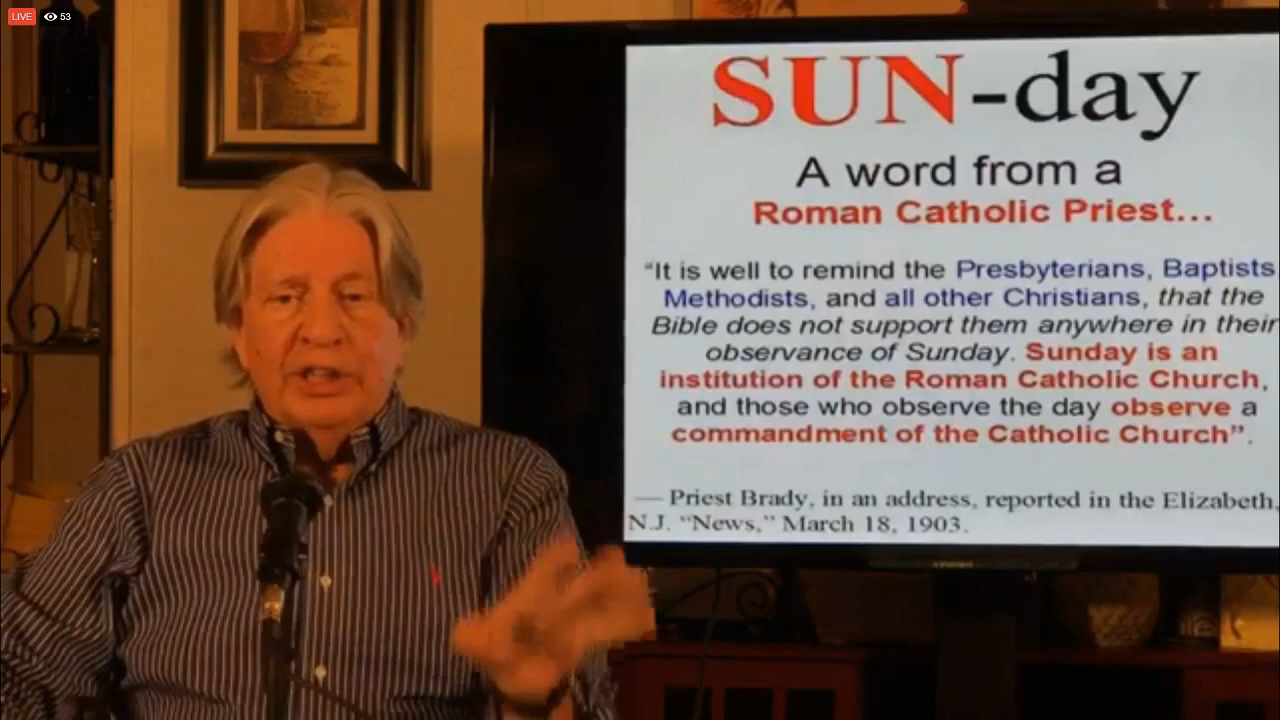 LIVE 53
SUN-day
A word from a
Roman Catholic Priest...
"It is well to remind the Presbyterians, Baptists
Methodists, and all other Christians, that the
Bible does not support them anywhere in their
observance of Sunday. Sunday is an
institution of the Roman Catholic Church,
and those who observe the day observe a
commandment of the Catholic Church".
— Priest Brady, in an address, reported in the Elizabeth,
N.J. "News," March 18, 1903.